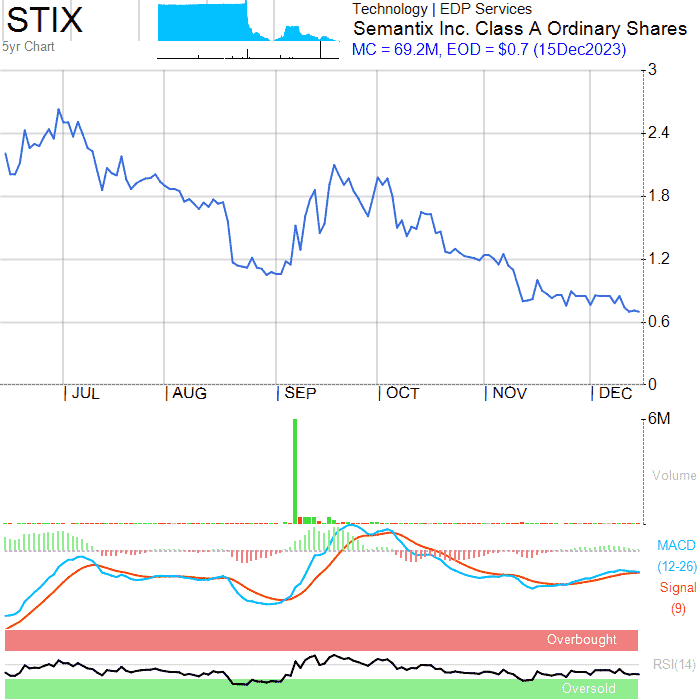 STIX
5yr Chart
Technology | EDP Services
Semantix Inc. Class A Ordinary Shares
MC = 69.2M, EOD = $0.7 (15Dec2023)
3
2.4
1.8
1.2
0.6
0
JUL AUG SEP OCT NOV DEC
6M
Volume
MACD
(12-26)
Signal
(9)
Overbought
RSI(14)
Oversold